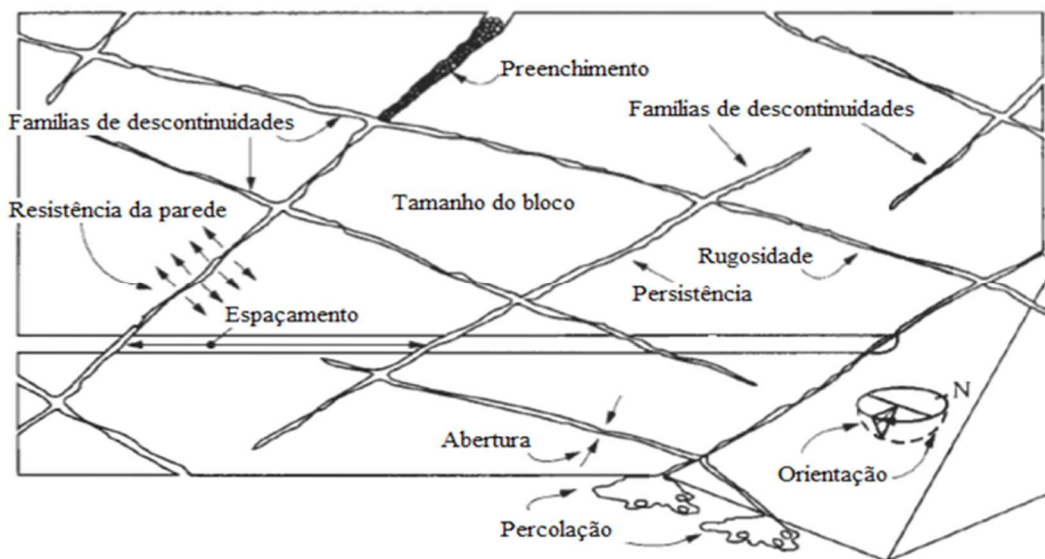 Preenchimento
Famílias de descontinuidades
Famílias de descontinuidades
Resistência da parede
Tamanho do bloco
Rugosidade
Persistência
Espaçamento
N
Abertura
Orientação
Percolação